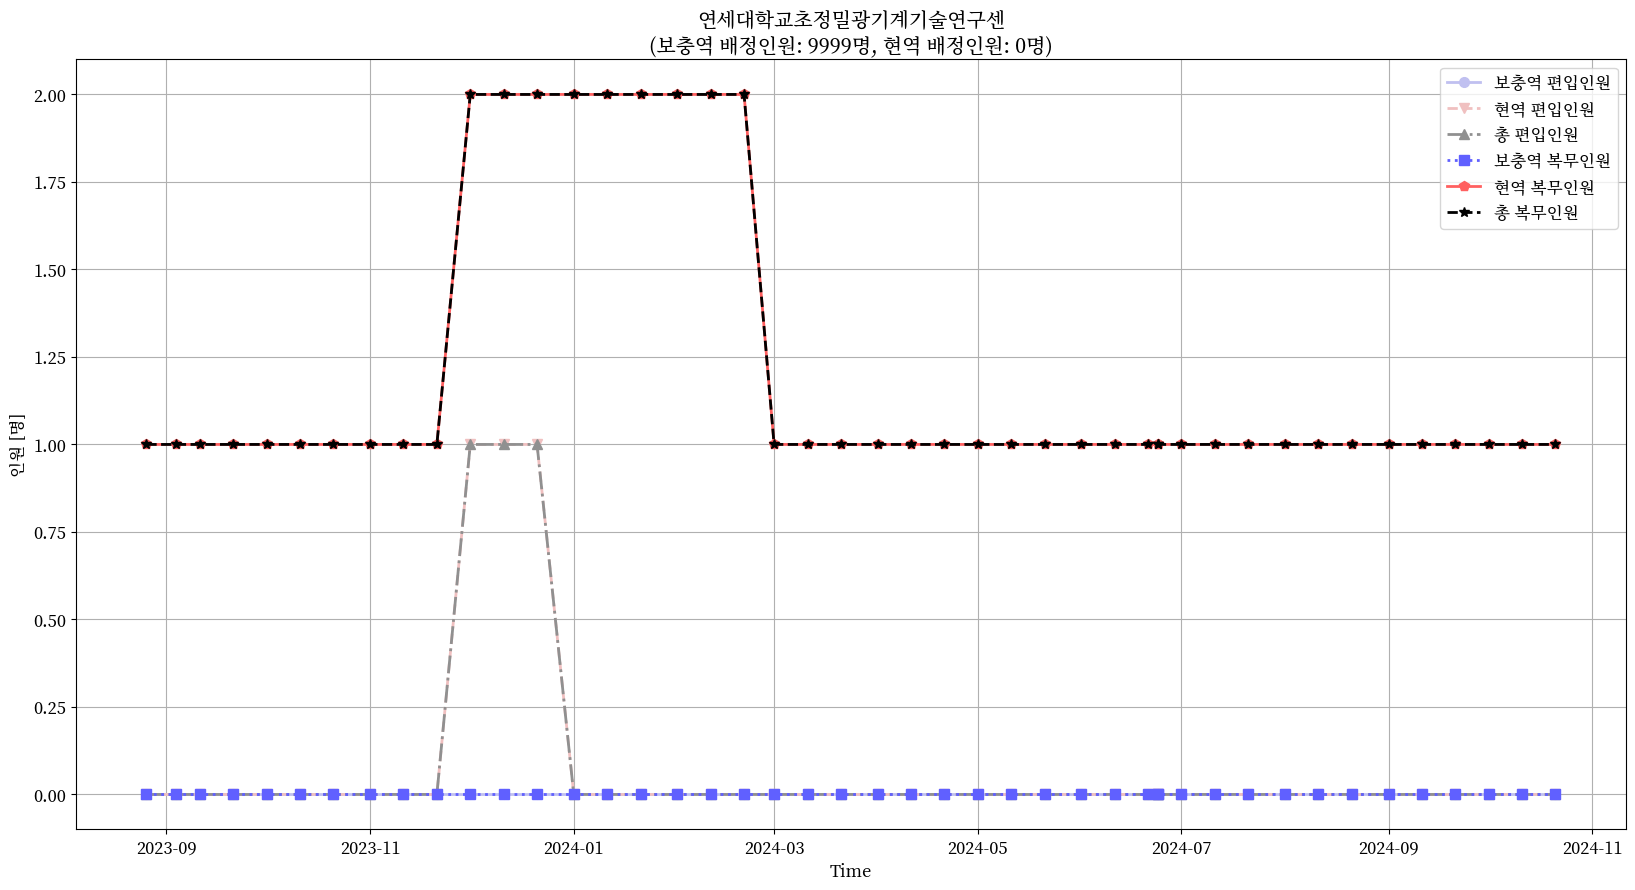 연세대학교초정밀광기계기술연구센
(보충역 배정인원: 9999명, 현역 배정인원: 0명)
보충역 편입인원
현역 편입인원
총 편입인원
보충역 복무인원
현역 복무인원
총 복무인원
인원 [명]
2.00
1.75
1.50
1.25
1.00
0.75
0.50
0.25
0.00
2023-09
2023-11
2024-01
2024-03
2024-05
2024-07
2024-09
2024-11
Time